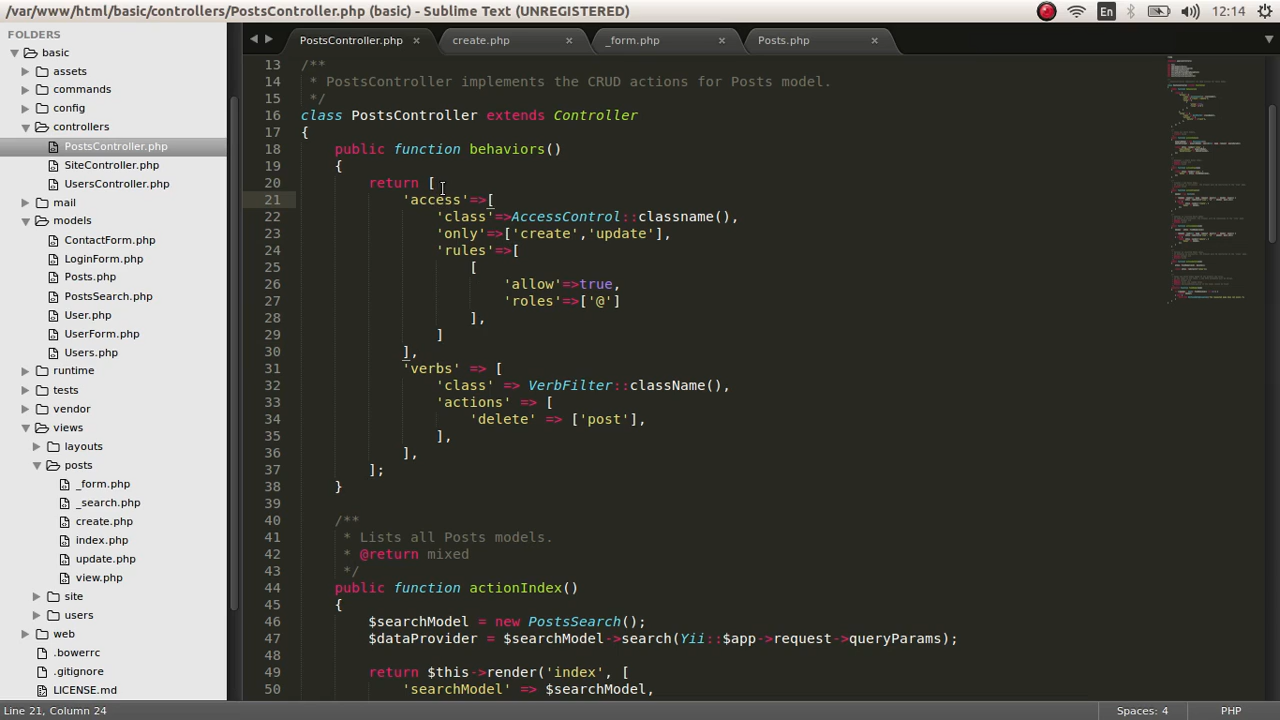 /var/www/html/basic/controllers/PostsController.php (basic) - Sublime Text (UNREGISTERED)
En
12:14
FOLDERS
basic
assets
commands
config
controllers
PostsController.php
SiteController.php
UsersController.php
mail
models
ContactForm.php
LoginForm.php
Posts.php
PostsSearch.php
User.php
UserForm.php
Users.php
runtime
tests
vendor
views
layouts
posts
_form.php
_search.php
create.php
index.php
update.php
view.php
site
users
web
.bowerrc
.gitignore
LICENSE.md
PostsController.php × create.php × _form.php × Posts.php ×
13 /**
14  * PostsController implements the CRUD actions for Posts model.
15  */
16 class PostsController extends Controller
17 {
18     public function behaviors()
19     {
20         return [
21             'access'=>[
22                 'class'=>AccessControl::classname(),
23                 'only'=>['create','update'],
24                 'rules'=>[
25                     [
26                         'allow'=>true,
27                         'roles'=>['@']
28                     ],
29                 ]
30             ],
31             'verbs' => [
32                 'class' => VerbFilter::className(),
33                 'actions' => [
34                     'delete' => ['post'],
35                 ],
36             ],
37         ];
38     }
39
40     /**
41      * Lists all Posts models.
42      * @return mixed
43      */
44     public function actionIndex()
45     {
46         $searchModel = new PostsSearch();
47         $dataProvider = $searchModel->search(Yii::$app->request->queryParams);
48
49         return $this->render('index', [
50             'searchModel' => $searchModel,
Line 21, Column 24
Spaces: 4
PHP